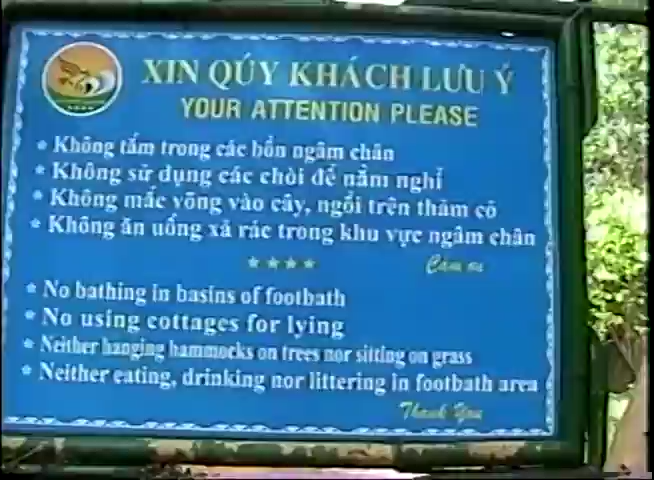 XIN QÚY KHÁCH LƯU Ý
YOUR ATTENTION PLEASE
* Không tắm trong các bồn ngâm chân
* Không sử dụng các chòi để nằm nghỉ
* Không mắc võng vào cây, ngồi trên thảm cỏ
* Không ăn uống xả rác trong khu vực ngâm chân
****
Cảm ơn
* No bathing in basins of footbath
* No using cottages for lying
* Neither hanging hammocks on trees nor sitting on grass
* Neither eating, drinking nor littering in footbath area
Thank You